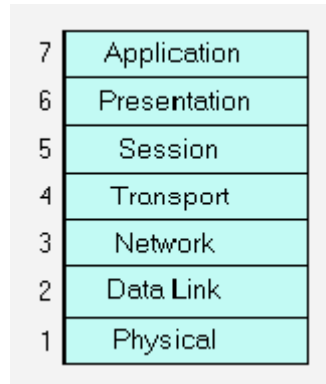 7 Application
6 Presentation
5 Session
4 Transport
3 Network
2 Data Link
1 Physical